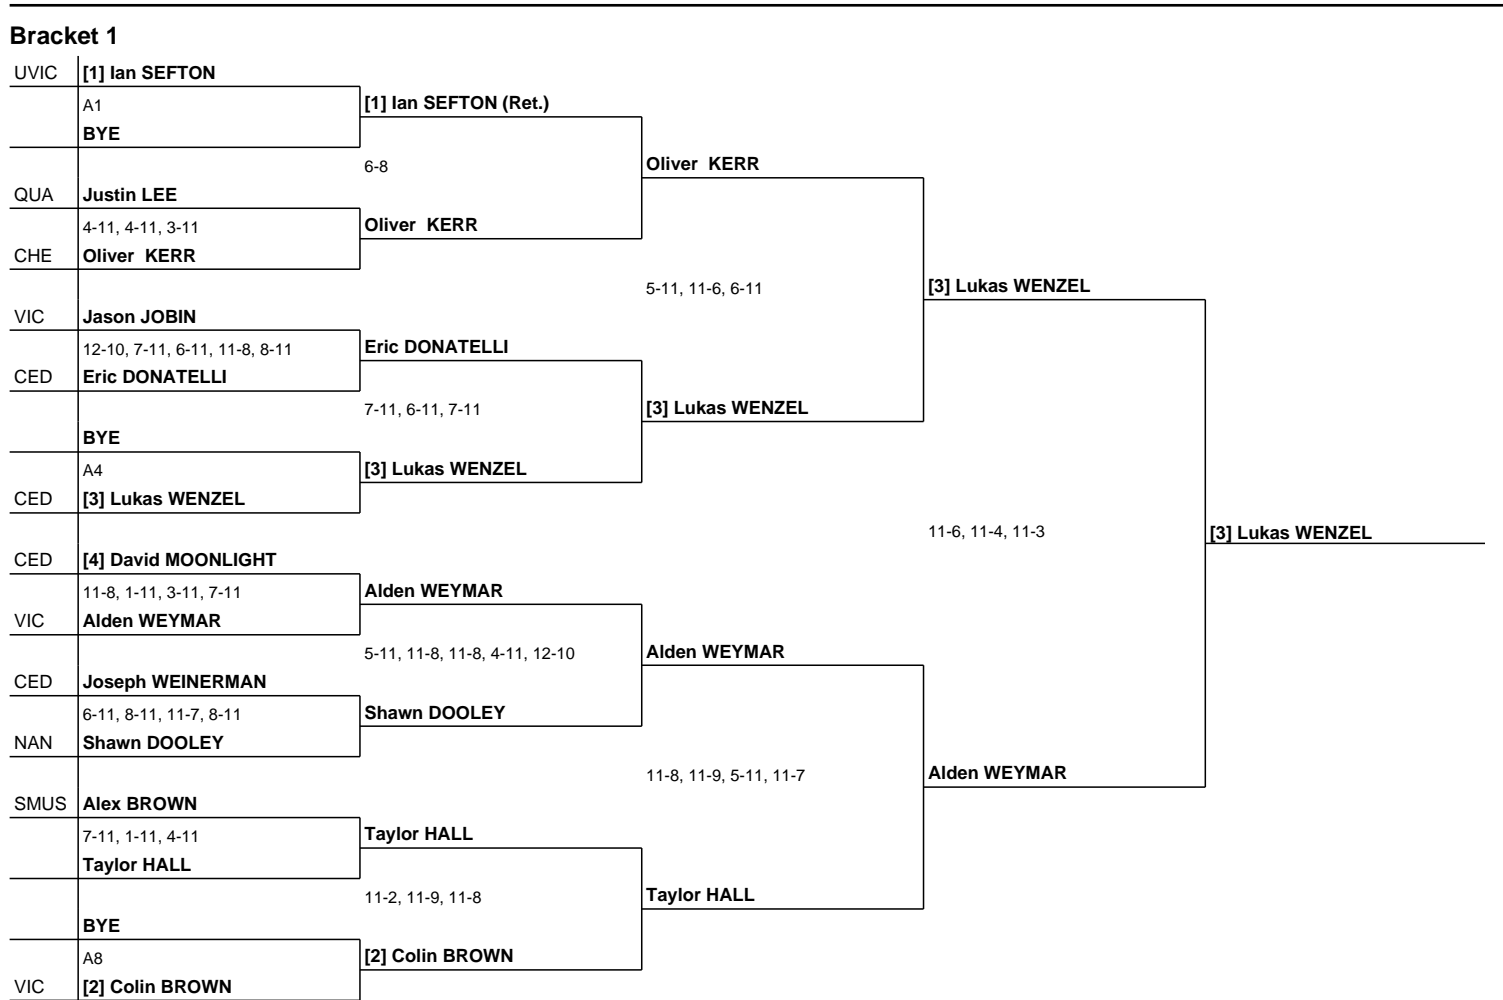 Bracket 1
UVIC [1] Ian SEFTON
A1 [1] Ian SEFTON (Ret.)
BYE
6-8 Oliver KERR
QUA Justin LEE
4-11, 4-11, 3-11 Oliver KERR
CHE Oliver KERR
5-11, 11-6, 6-11 [3] Lukas WENZEL
VIC Jason JOBIN
12-10, 7-11, 6-11, 11-8, 8-11 Eric DONATELLI
CED Eric DONATELLI
7-11, 6-11, 7-11 [3] Lukas WENZEL
BYE
A4 [3] Lukas WENZEL
CED [3] Lukas WENZEL
11-6, 11-4, 11-3 [3] Lukas WENZEL
CED [4] David MOONLIGHT
11-8, 1-11, 3-11, 7-11 Alden WEYMAR
VIC Alden WEYMAR
5-11, 11-8, 11-8, 4-11, 12-10 Alden WEYMAR
CED Joseph WEINERMAN
6-11, 8-11, 11-7, 8-11 Shawn DOOLEY
NAN Shawn DOOLEY
11-8, 11-9, 5-11, 11-7 Alden WEYMAR
SMUS Alex BROWN
7-11, 1-11, 4-11 Taylor HALL
Taylor HALL
11-2, 11-9, 11-8 Taylor HALL
BYE
A8 [2] Colin BROWN
VIC [2] Colin BROWN